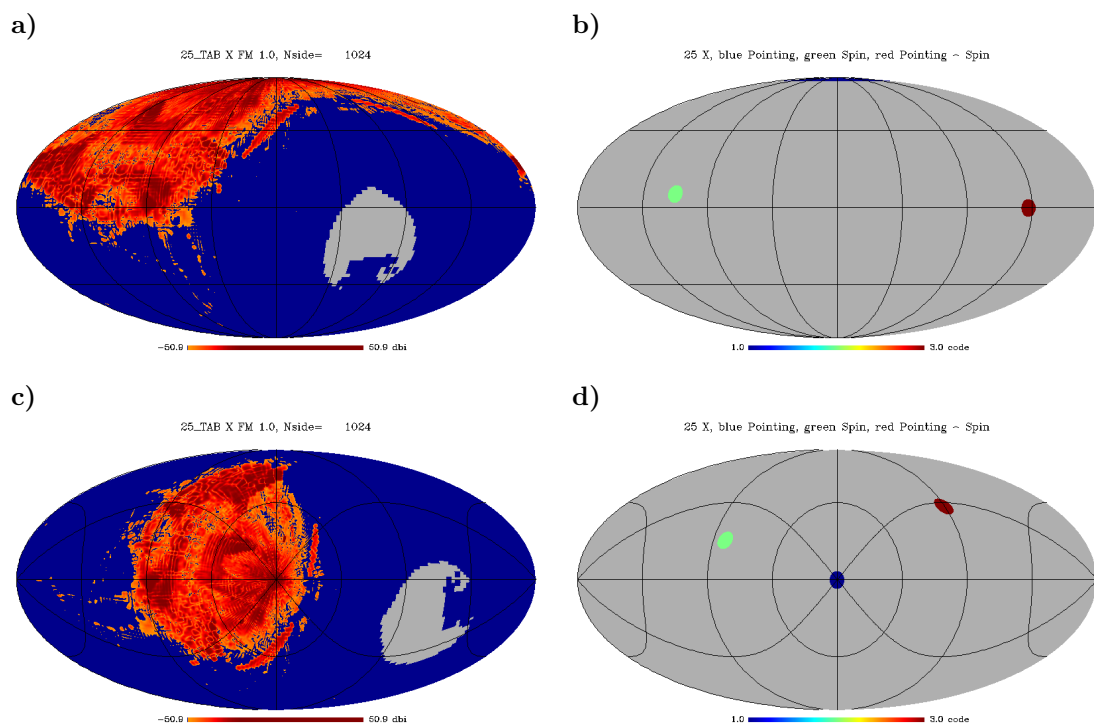 a)
25_TAB X FM 1.0, Nside= 1024
−50.9 50.9 dbi
b)
25 X, blue Pointing, green Spin, red Pointing ~ Spin
1.0 3.0 code
c)
25_TAB X FM 1.0, Nside= 1024
−50.9 50.9 dbi
d)
25 X, blue Pointing, green Spin, red Pointing ~ Spin
1.0 3.0 code